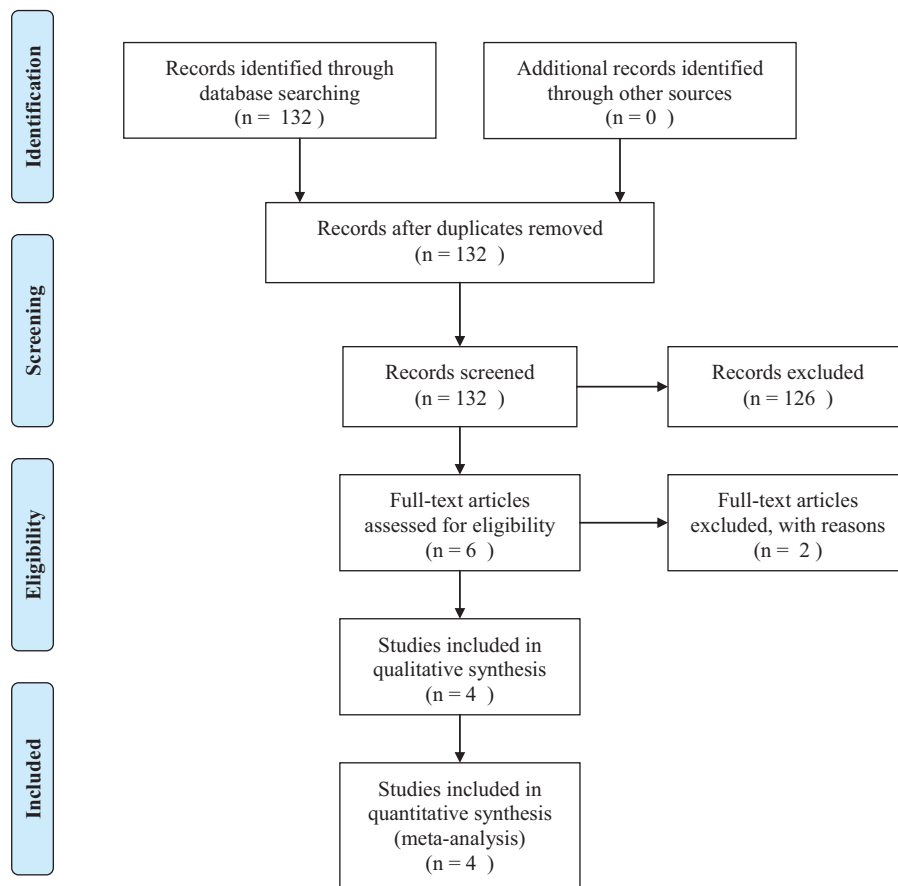 Identification
Records identified through
database searching
(n = 132 )
Additional records identified
through other sources
(n = 0 )
Records after duplicates removed
(n = 132 )
Screening
Records screened
(n = 132 )
Records excluded
(n = 126 )
Eligibility
Full-text articles
assessed for eligibility
(n = 6 )
Full-text articles
excluded, with reasons
(n = 2 )
Studies included in
qualitative synthesis
(n = 4 )
Included
Studies included in
quantitative synthesis
(meta-analysis)
(n = 4 )